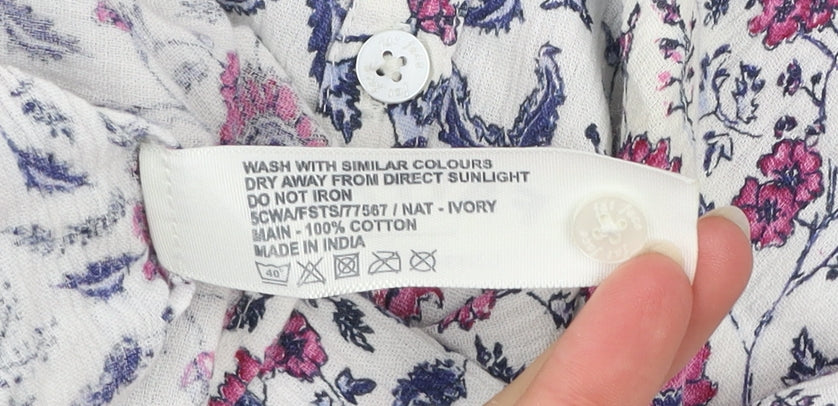 WASH WITH SIMILAR COLOURS
DRY AWAY FROM DIRECT SUNLIGHT
DO NOT IRON
5CWA/FSTS/77567 / NAT - IVORY
MAIN - 100% COTTON
MADE IN INDIA
40°